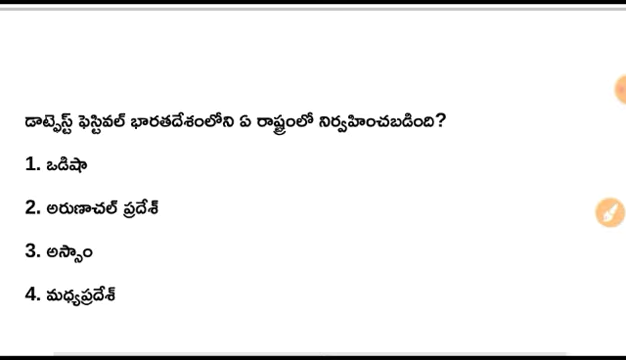 డాట్ఫెస్ట్ ఫెస్టివల్ భారతదేశంలోని ఏ రాష్ట్రంలో నిర్వహించబడింది?
1. ఒడిషా
2. అరుణాచల్ ప్రదేశ్
3. అస్సాం
4. మధ్యప్రదేశ్